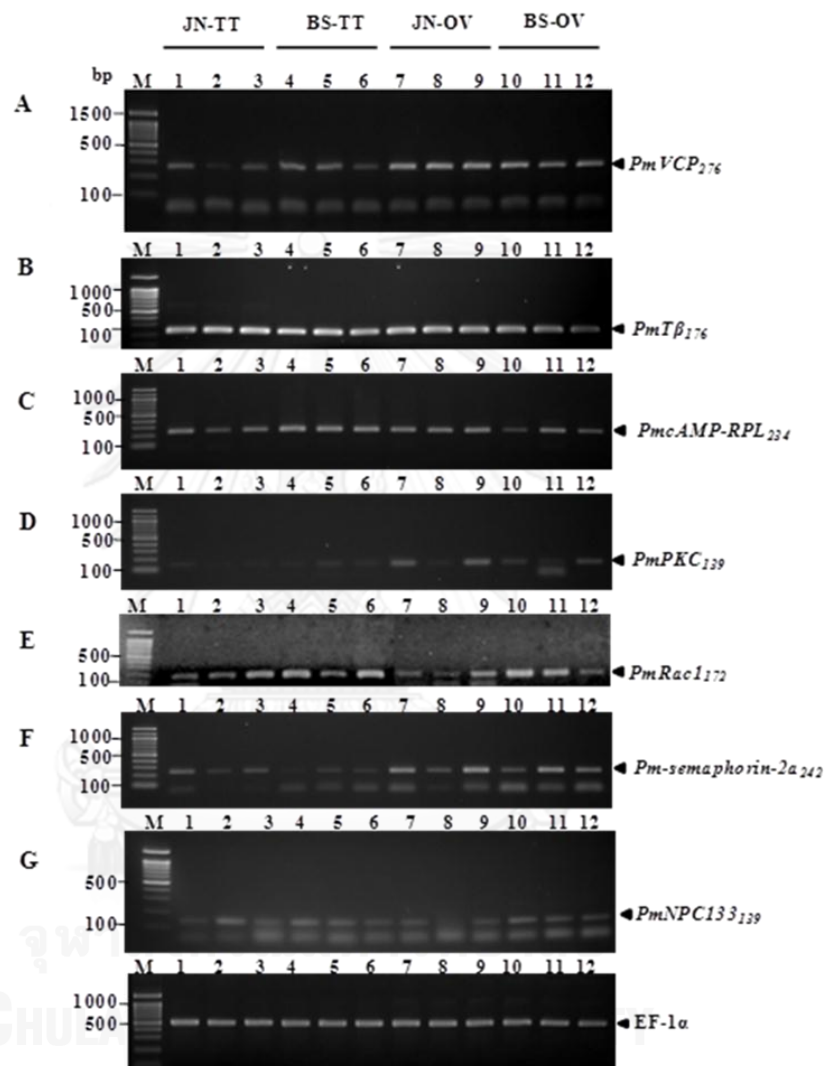 JN-TT BS-TT JN-OV BS-OV
bp M 1 2 3 4 5 6 7 8 9 10 11 12
A
1500
500
100
PmVCP276
M 1 2 3 4 5 6 7 8 9 10 11 12
B
1000
500
100
PmTβ176
M 1 2 3 4 5 6 7 8 9 10 11 12
C
1000
500
100
PmcAMP-RPL234
M 1 2 3 4 5 6 7 8 9 10 11 12
D
1000
500
100
PmPKC139
M 1 2 3 4 5 6 7 8 9 10 11 12
E
500
100
PmRac1172
M 1 2 3 4 5 6 7 8 9 10 11 12
F
1000
500
100
Pm-semaphorin-2a242
M 1 2 3 4 5 6 7 8 9 10 11 12
G
500
100
PmNPC133139
M 1 2 3 4 5 6 7 8 9 10 11 12
1000
500
EF-1α